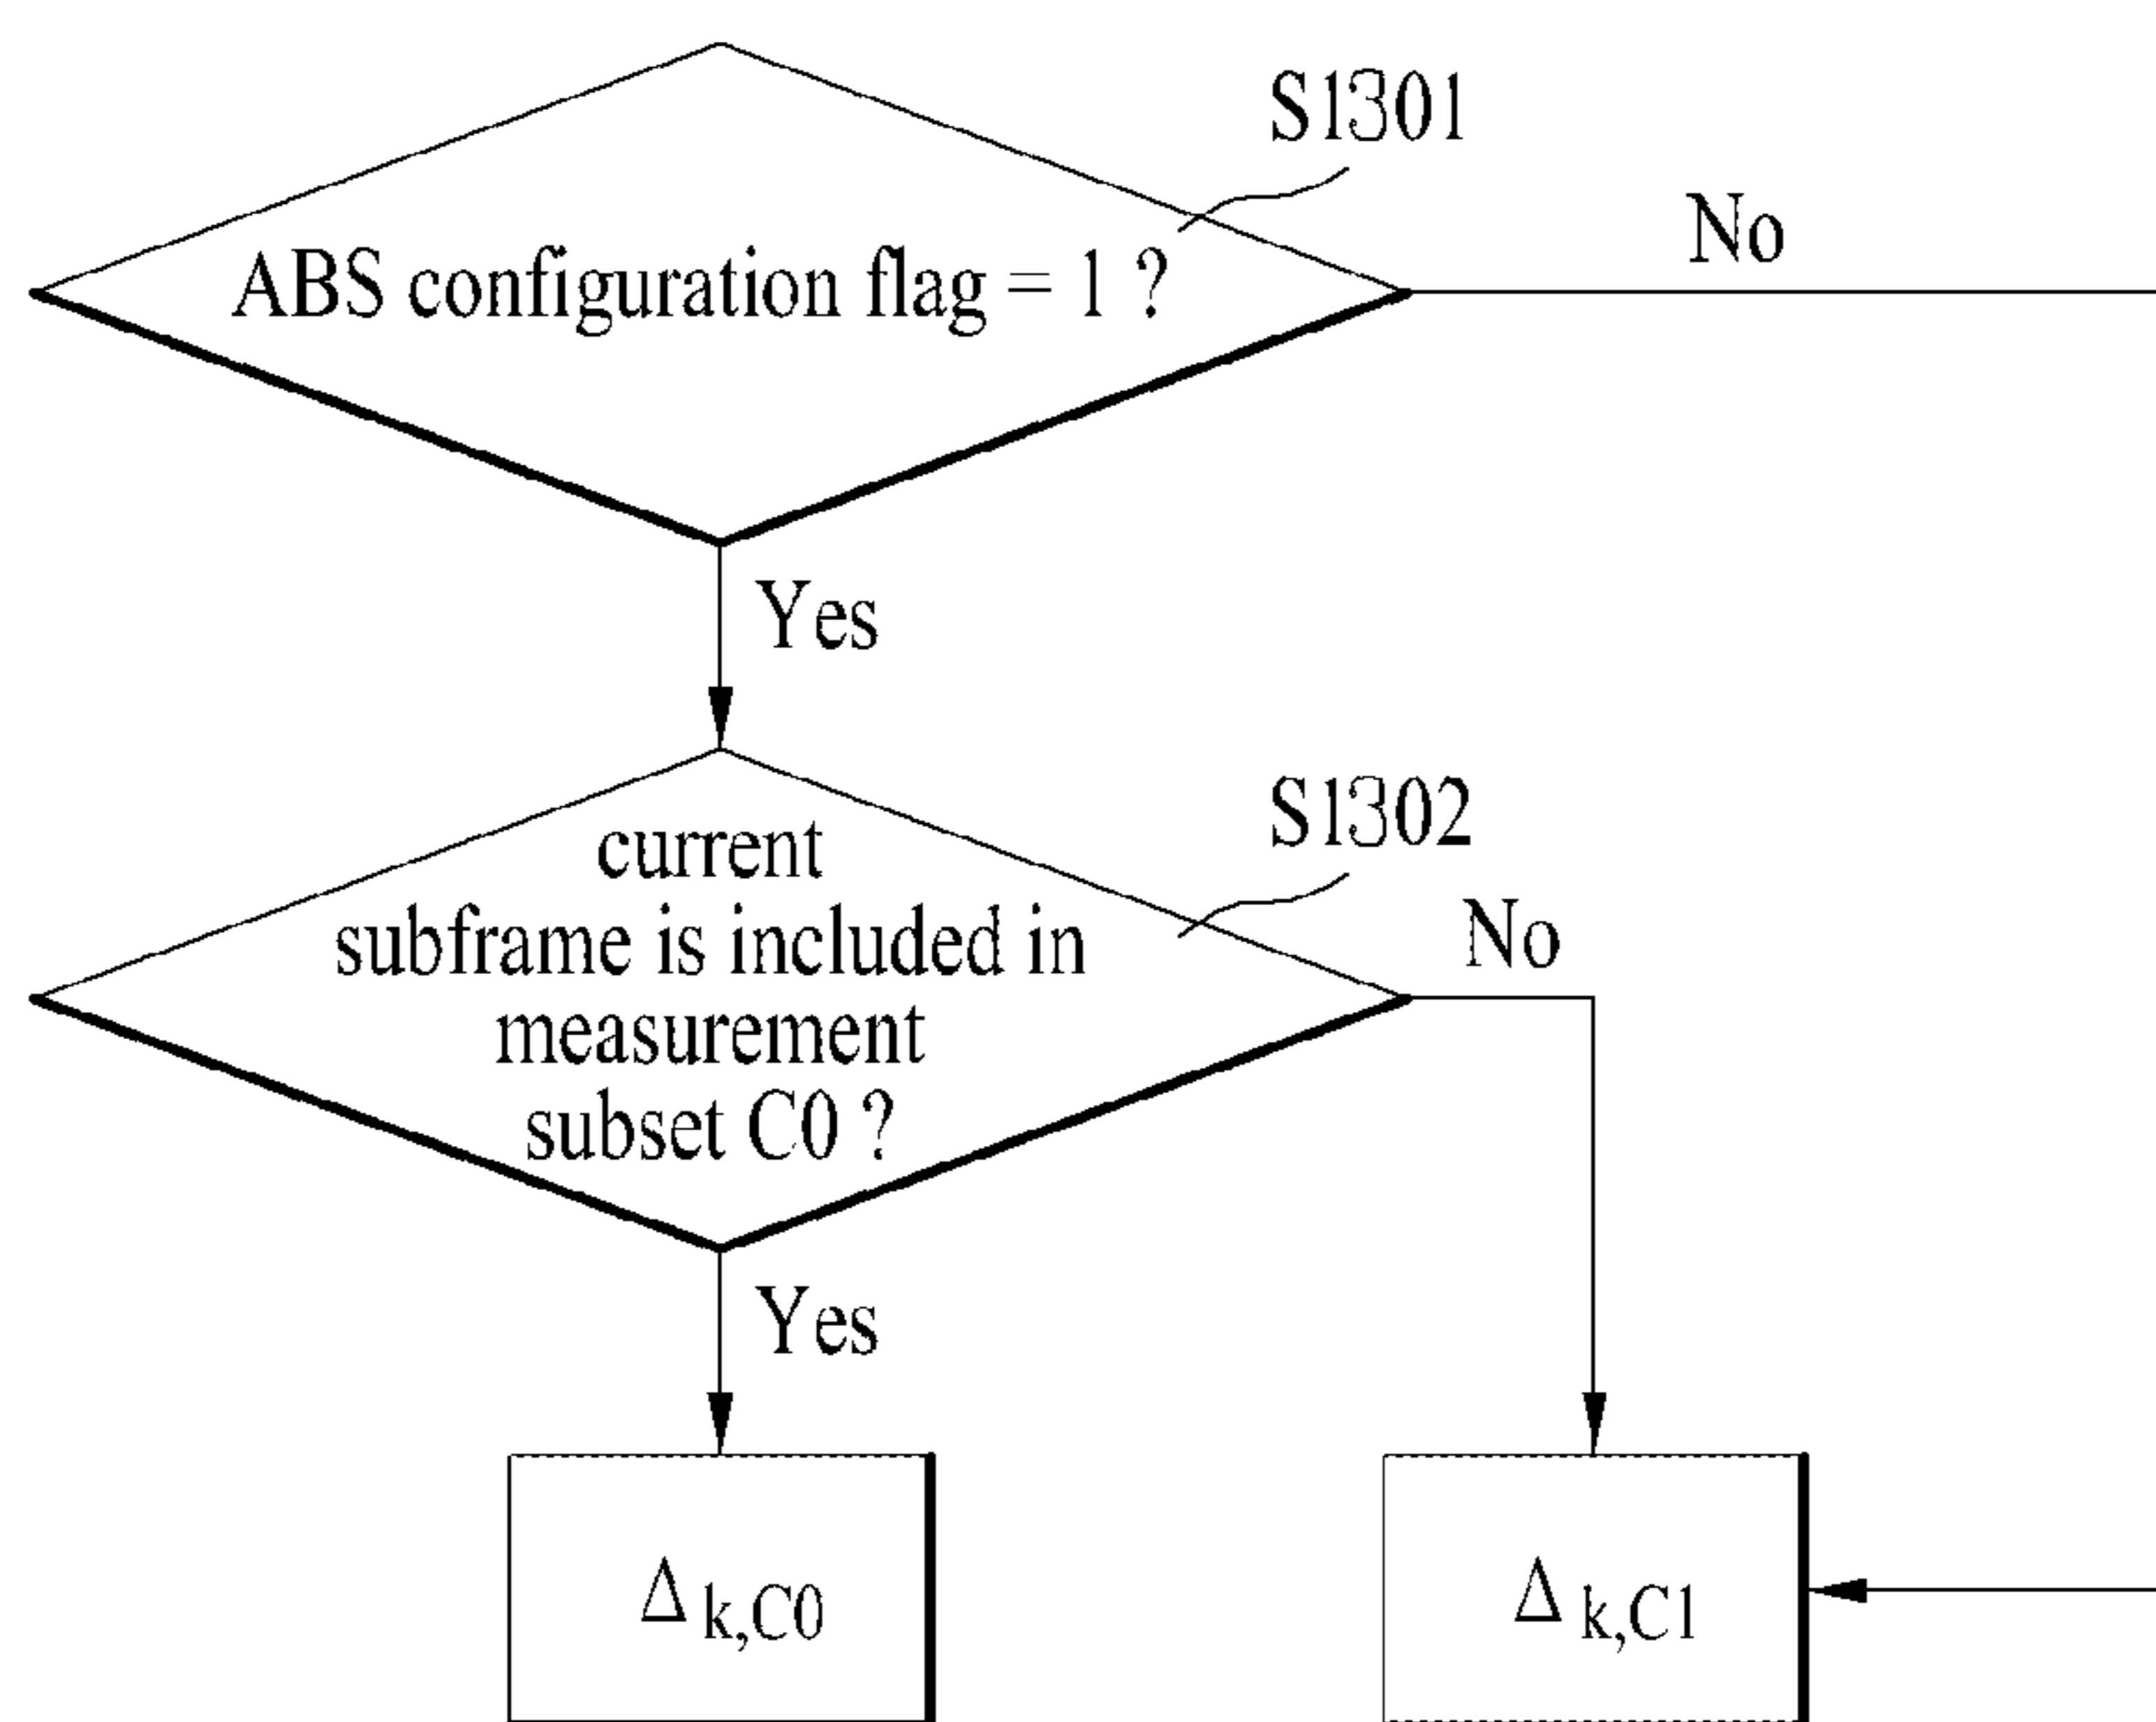 S1301
No
ABS configuration flag = 1 ?
Yes
S1302
No
current
subframe is included in
measurement
subset C0 ?
Yes
Δ k,C0
Δ k,C1